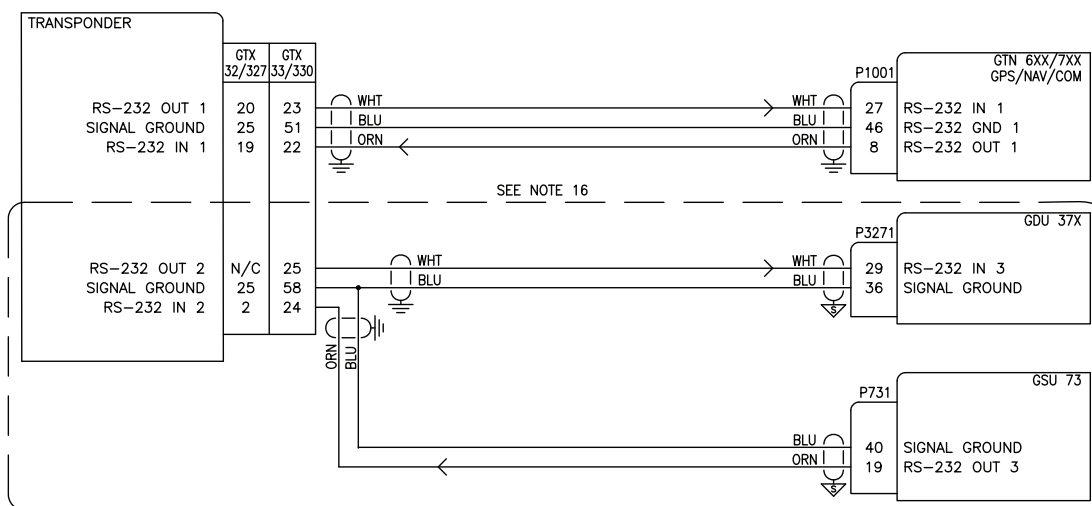 TRANSPONDER
GTX 32/327
GTX 33/330
RS-232 OUT 1 20 23
SIGNAL GROUND 25 51
RS-232 IN 1 19 22
WHT
BLU
ORN
WHT
BLU
ORN
P1001
GTN 6XX/7XX
GPS/NAV/COM
27 RS-232 IN 1
46 RS-232 GND 1
8 RS-232 OUT 1
SEE NOTE 16
RS-232 OUT 2 N/C 25
SIGNAL GROUND 25 58
RS-232 IN 2 2 24
WHT
BLU
ORN
BLU
WHT
BLU
S
P3271
GDU 37X
29 RS-232 IN 3
36 SIGNAL GROUND
BLU
ORN
S
P731
GSU 73
40 SIGNAL GROUND
19 RS-232 OUT 3